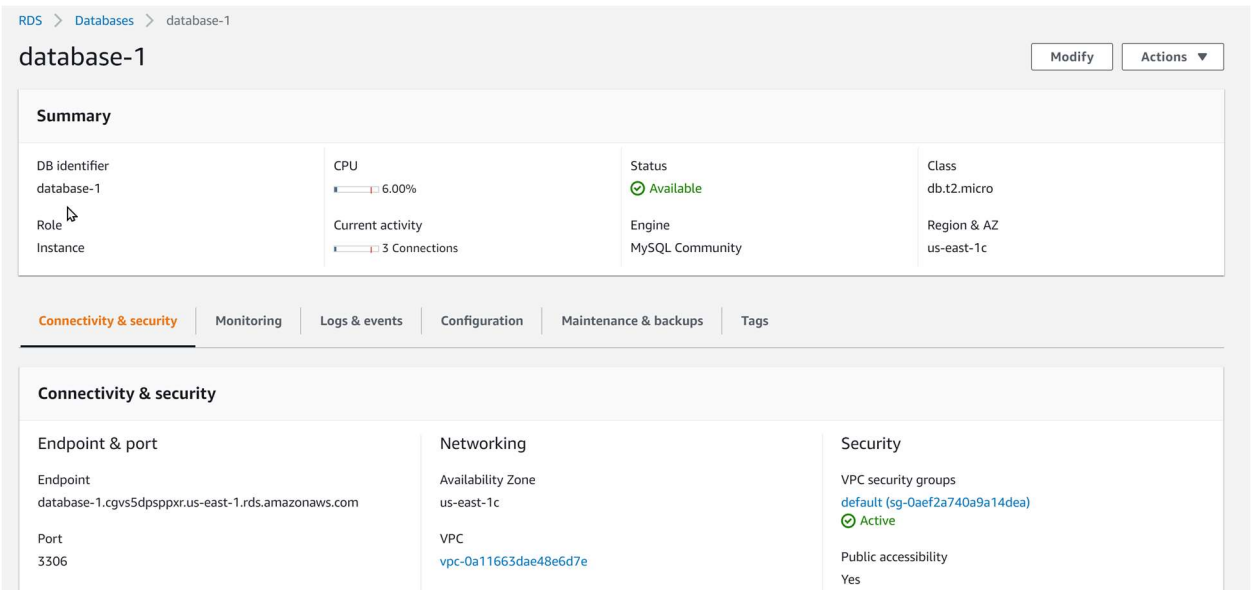 RDS > Databases > database-1
database-1
Modify
Actions
Summary
DB identifier
database-1
Role
Instance
CPU
6.00%
Current activity
3 Connections
Status
Available
Engine
MySQL Community
Class
db.t2.micro
Region & AZ
us-east-1c
Connectivity & security
Monitoring
Logs & events
Configuration
Maintenance & backups
Tags
Connectivity & security
Endpoint & port
Endpoint
database-1.cgvs5dpsppxr.us-east-1.rds.amazonaws.com
Port
3306
Networking
Availability Zone
us-east-1c
VPC
vpc-0a11663dae48e6d7e
Security
VPC security groups
default (sg-0aef2a740a9a14dea)
Active
Public accessibility
Yes